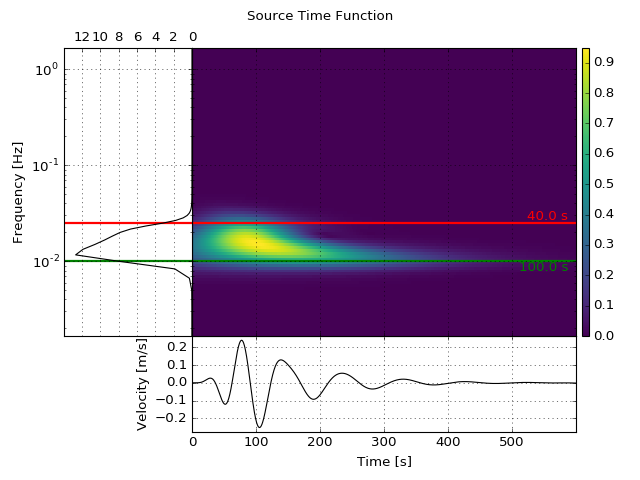 Source Time Function
12 10 8 6 4 2 0
Frequency [Hz]
10^0
10^-1
10^-2
40.0 s
100.0 s
0.9
0.8
0.7
0.6
0.5
0.4
0.3
0.2
0.1
0.0
Velocity [m/s]
0.2
0.1
0.0
−0.1
−0.2
0 100 200 300 400 500
Time [s]